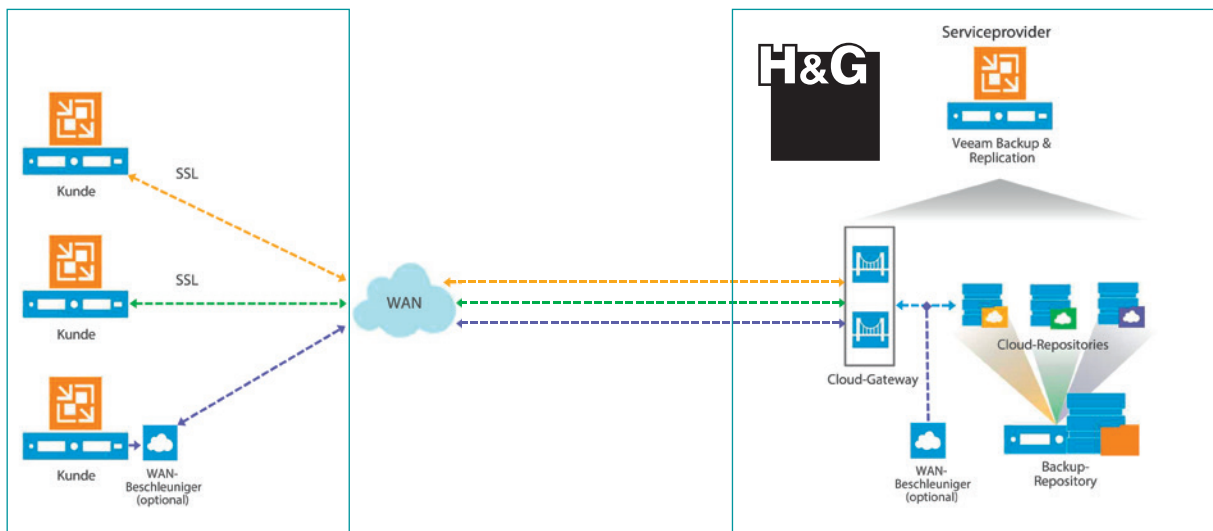 SSL
Kunde
SSL
Kunde
Kunde
WAN-
Beschleuniger
(optional)
WAN
H&G
Serviceprovider
Veeam Backup &
Replication
Cloud-Gateway
Cloud-Repositories
WAN-
Beschleuniger
(optional)
Backup-
Repository